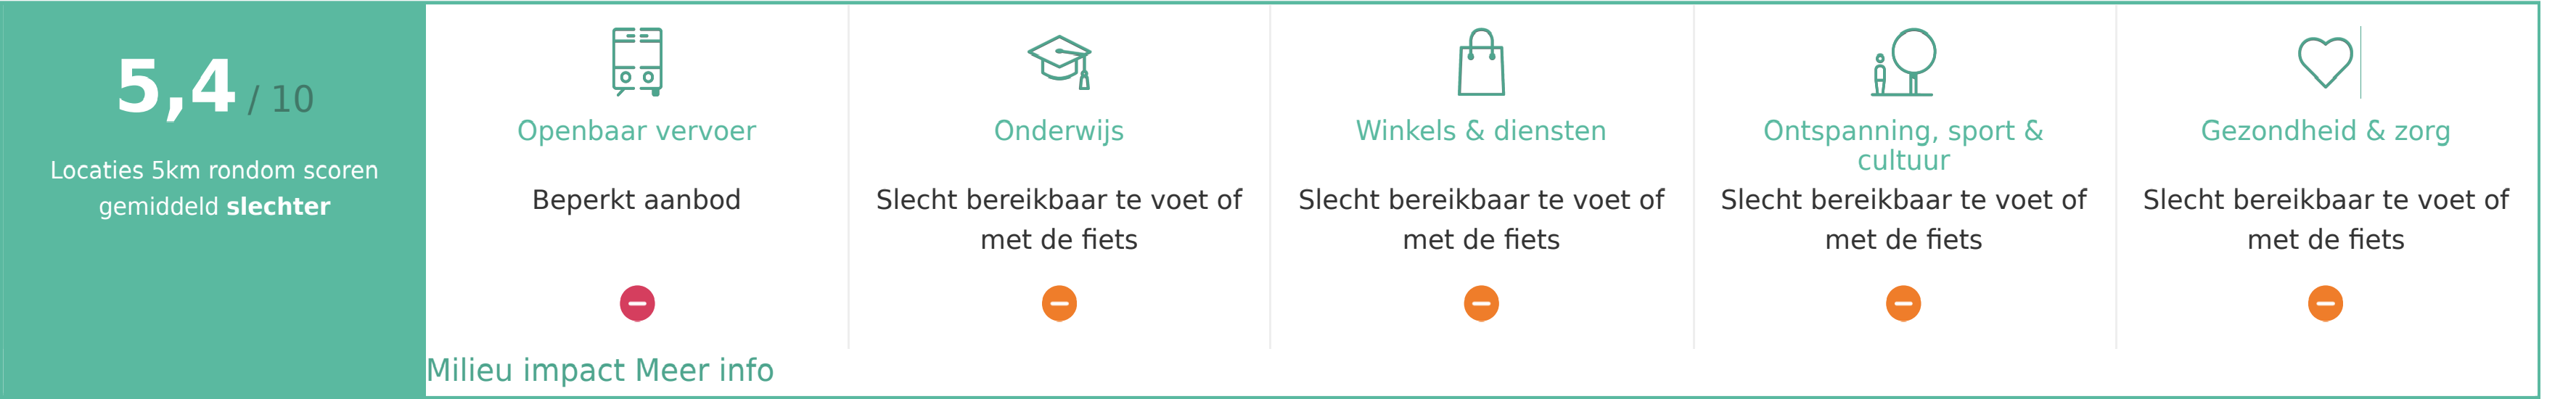 5,4 / 10
Locaties 5km rondom scoren
gemiddeld slechter
Openbaar vervoer
Beperkt aanbod
Onderwijs
Slecht bereikbaar te voet of
met de fiets
Winkels & diensten
Slecht bereikbaar te voet of
met de fiets
Ontspanning, sport &
cultuur
Slecht bereikbaar te voet of
met de fiets
Gezondheid & zorg
Slecht bereikbaar te voet of
met de fiets
Milieu impact Meer info